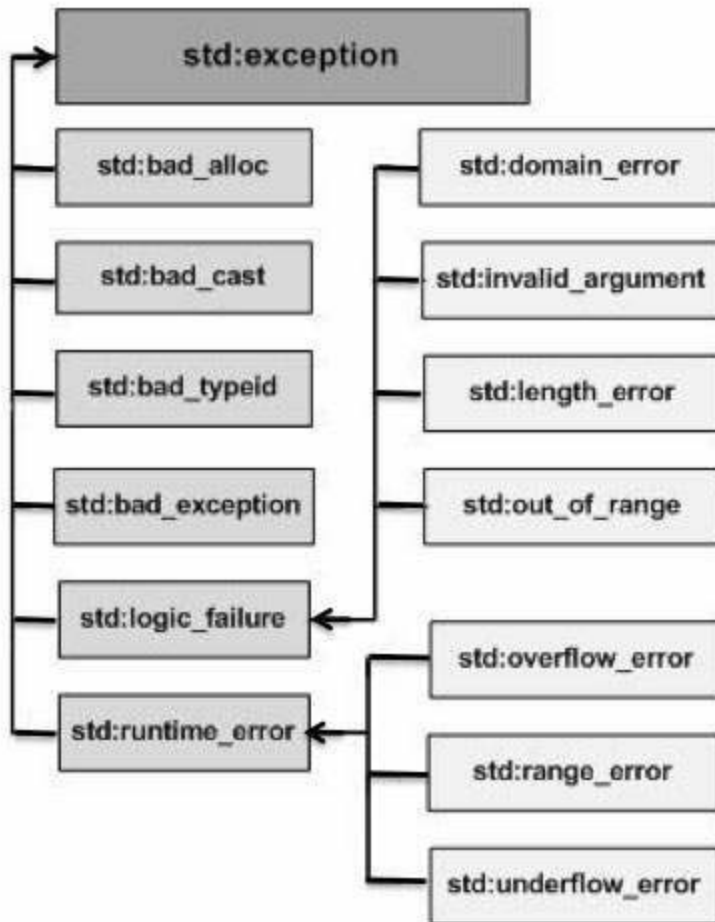 std:exception
std:bad_alloc
std:bad_cast
std:bad_typeid
std:bad_exception
std:logic_failure
std:runtime_error
std:domain_error
std:invalid_argument
std:length_error
std:out_of_range
std:overflow_error
std:range_error
std:underflow_error